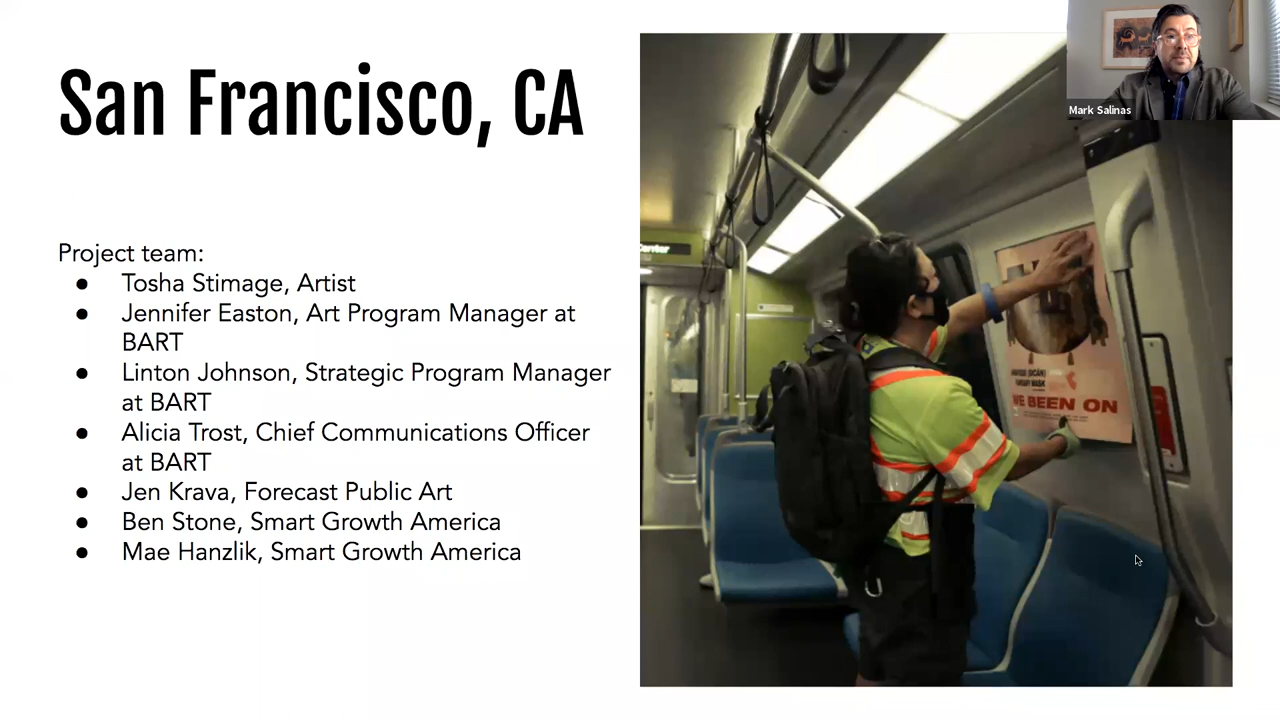 San Francisco, CA
Mark Salinas
Project team:
● Tosha Stimage, Artist
● Jennifer Easton, Art Program Manager at
BART
● Linton Johnson, Strategic Program Manager
at BART
● Alicia Trost, Chief Communications Officer
at BART
● Jen Krava, Forecast Public Art
● Ben Stone, Smart Growth America
● Mae Hanzlik, Smart Growth America
WE BEEN ON